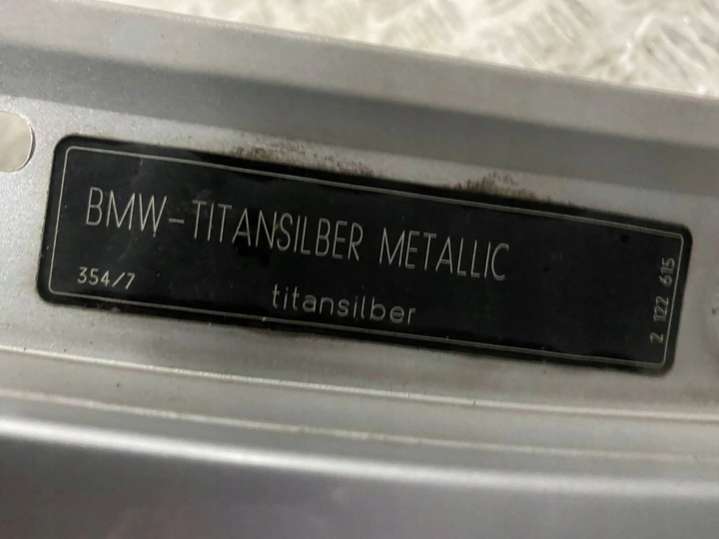 BMW-TITANSILBER METALLIC
354/7
titansilber
2 122 615